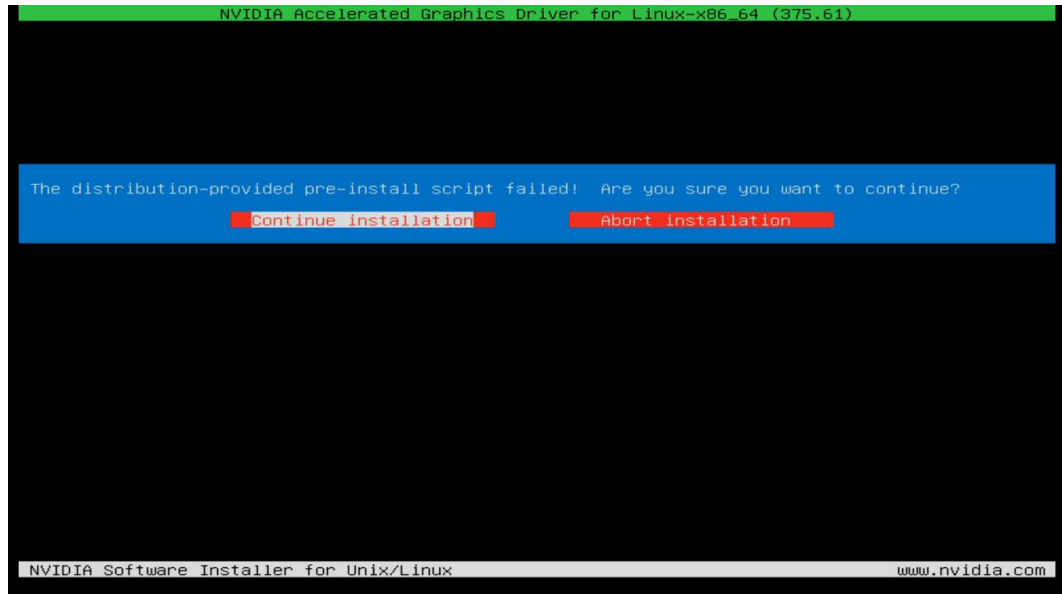 NVIDIA Accelerated Graphics Driver for Linux-x86_64 (375.61)
The distribution-provided pre-install script failed!  Are you sure you want to continue?
Continue installation    Abort installation
NVIDIA Software Installer for Unix/Linux    www.nvidia.com